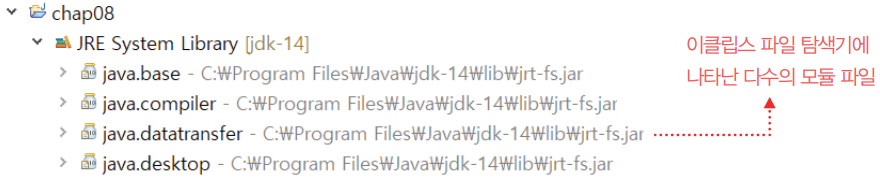 chap08
JRE System Library [jdk-14]
java.base - C:₩Program Files₩Java₩jdk-14₩lib₩jrt-fs.jar
java.compiler - C:₩Program Files₩Java₩jdk-14₩lib₩jrt-fs.jar
java.datatransfer - C:₩Program Files₩Java₩jdk-14₩lib₩jrt-fs.jar
java.desktop - C:₩Program Files₩Java₩jdk-14₩lib₩jrt-fs.jar
이클립스 파일 탐색기에
나타난 다수의 모듈 파일